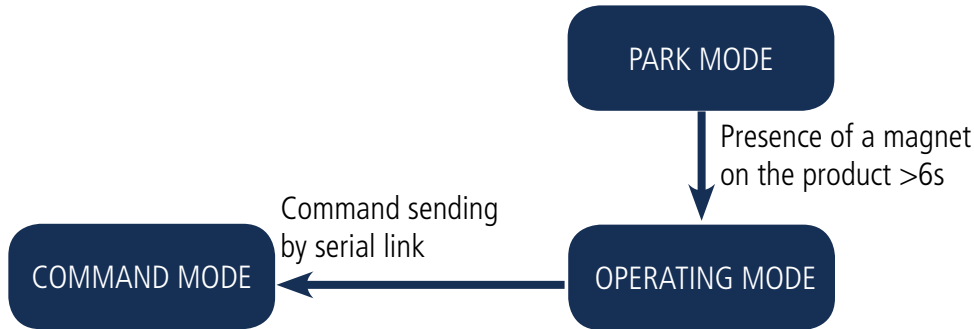 PARK MODE
Presence of a magnet
on the product >6s
Command sending
by serial link
COMMAND MODE
OPERATING MODE